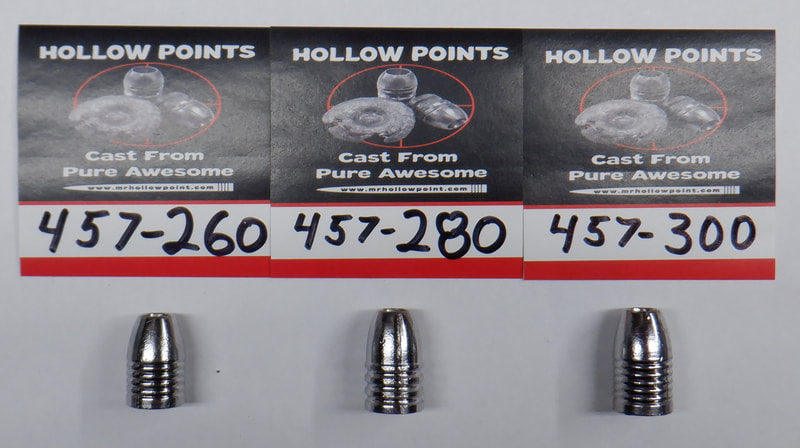 HOLLOW POINTS
Cast From
Pure Awesome
www.mrhollowpoint.com
457-260
HOLLOW POINTS
Cast From
Pure Awesome
www.mrhollowpoint.com
457-280
HOLLOW POINTS
Cast From
Pure Awesome
www.mrhollowpoint.com
457-300